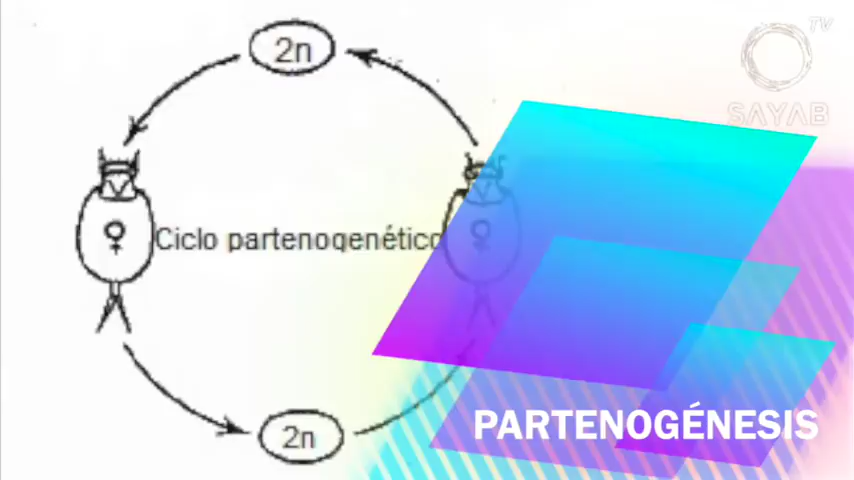 2n
TV
SAYAB
♀
Ciclo partenogenético
♀
2n
PARTENOGÉNESIS